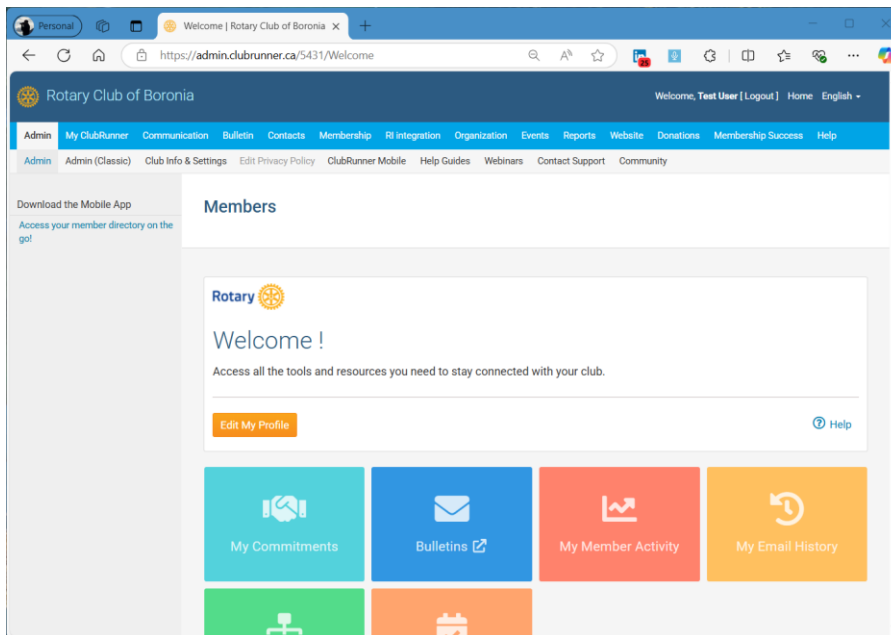 Personal
Welcome | Rotary Club of Boronia
https://admin.clubrunner.ca/5431/Welcome
25
Rotary Club of Boronia
Welcome, Test User [ Logout ] Home English
Admin My ClubRunner Communication Bulletin Contacts Membership RI integration Organization Events Reports Website Donations Membership Success Help
Admin Admin (Classic) Club Info & Settings Edit Privacy Policy ClubRunner Mobile Help Guides Webinars Contact Support Community
Download the Mobile App
Access your member directory on the
go!
Members
Rotary
Welcome !
Access all the tools and resources you need to stay connected with your club.
Edit My Profile
? Help
My Commitments
Bulletins
My Member Activity
My Email History